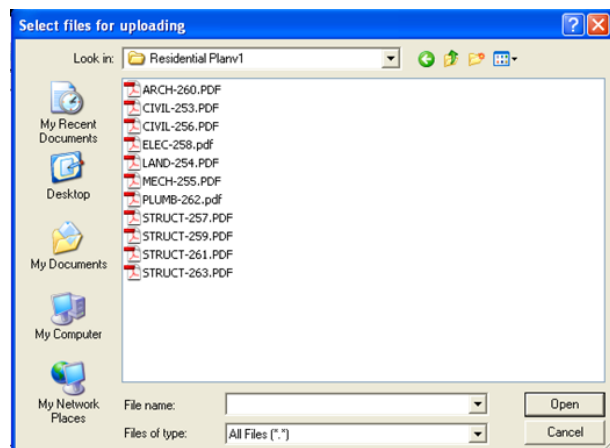 Select files for uploading
Look in:
Residential Planv1
My Recent
Documents
Desktop
My Documents
My Computer
My Network
Places
ARCH-260.PDF
CIVIL-253.PDF
CIVIL-256.PDF
ELEC-258.pdf
LAND-254.PDF
MECH-255.PDF
PLUMB-262.pdf
STRUCT-257.PDF
STRUCT-259.PDF
STRUCT-261.PDF
STRUCT-263.PDF
File name:
Open
Files of type:
All Files (*.*)
Cancel